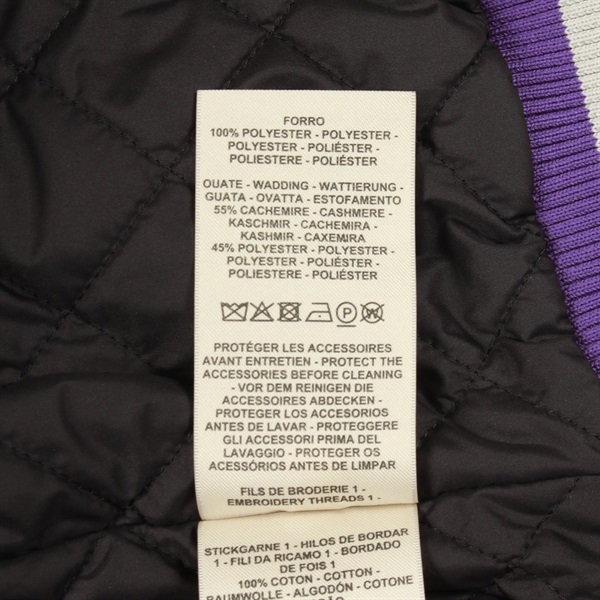 FORRO
100% POLYESTER - POLYESTER -
POLYESTER - POLIÉSTER -
POLIESTERE - POLIÉSTER
OUATE - WADDING - WATTIERUNG -
GUATA - OVATTA - ESTOFAMENTO
55% CACHEMIRE - CASHMERE -
KASCHMIR - CACHEMIRA -
KASHMIR - CAXEMIRA
45% POLYESTER - POLYESTER -
POLYESTER - POLIÉSTER -
POLIESTERE - POLIÉSTER
P W
PROTÉGER LES ACCESSOIRES
AVANT ENTRETIEN - PROTECT THE
ACCESSORIES BEFORE CLEANING
- VOR DEM REINIGEN DIE
ACCESSOIRES ABDECKEN -
PROTEGER LOS ACCESORIOS
ANTES DE LAVAR - PROTEGGERE
GLI ACCESSORI PRIMA DEL
LAVAGGIO - PROTEGER OS
ACESSÓRIOS ANTES DE LIMPAR
FILS DE BRODERIE 1 -
EMBROIDERY THREADS 1 -
STICKGARNE 1 - HILOS DE BORDAR
1 - FILI DA RICAMO 1 - BORDADO
DE FIOS 1
100% COTON - COTTON -
BAUMWOLLE - ALGODÓN - COTONE